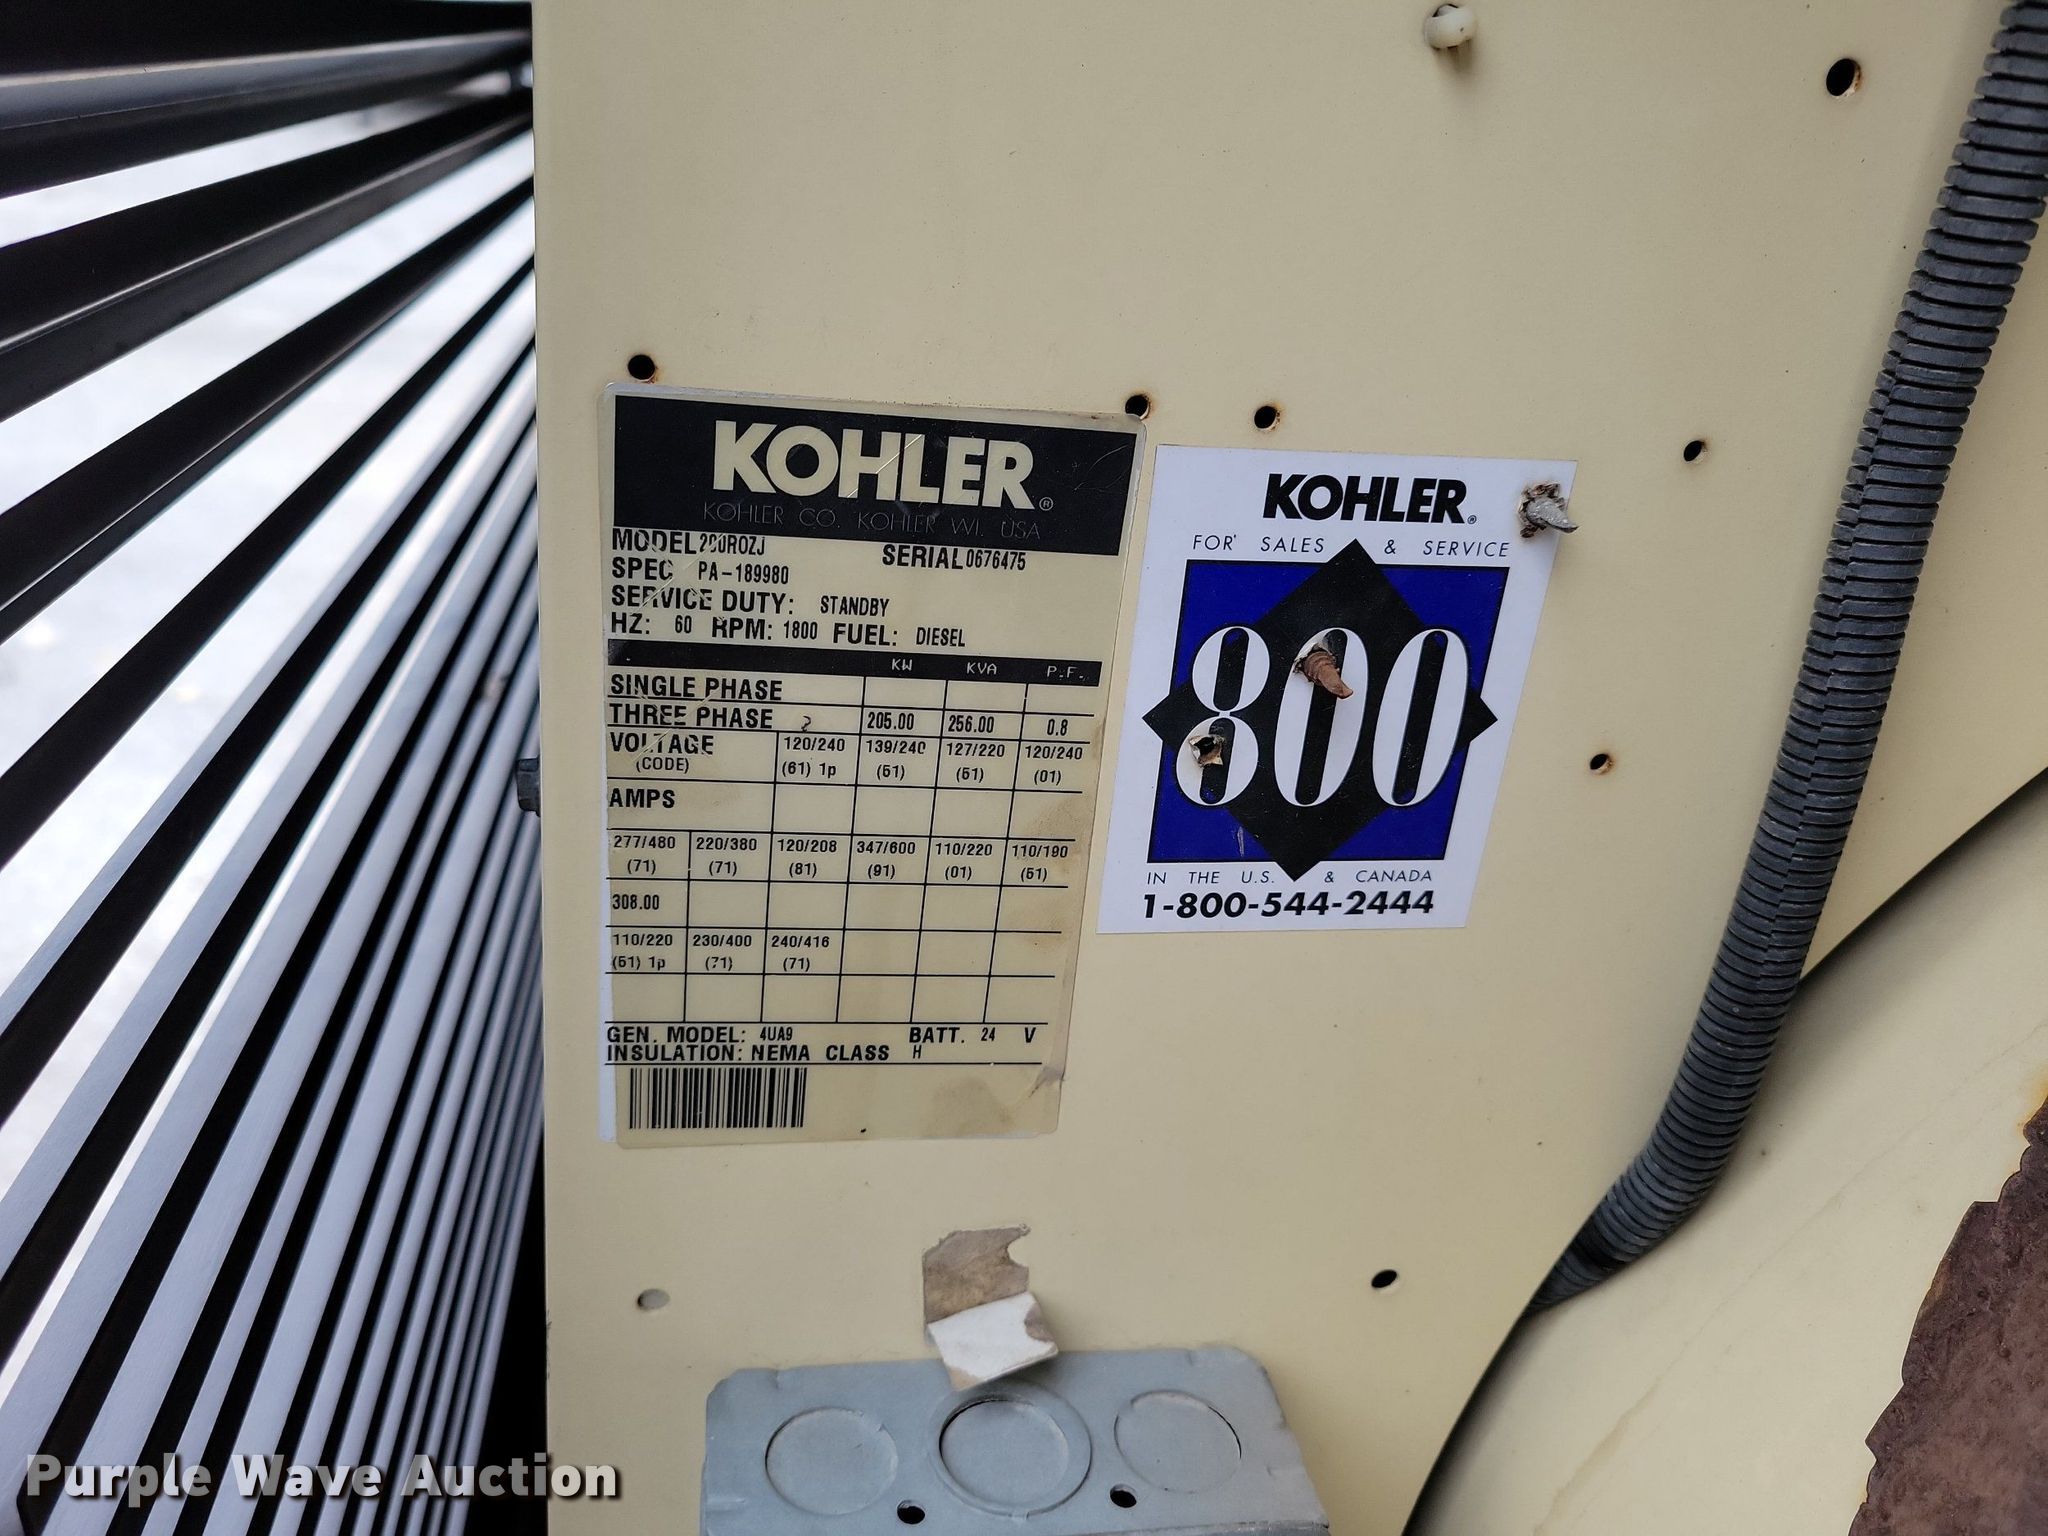 KOHLER®
KOHLER CO. KOHLER WI. USA
MODEL 200ROZJ SERIAL 0676475
SPEC PA-189980
SERVICE DUTY: STANDBY
HZ: 60 RPM: 1800 FUEL: DIESEL
KW KVA P.F.
SINGLE PHASE
THREE PHASE 205.00 256.00 0.8
VOLTAGE 120/240 139/240 127/220 120/240
(CODE) (61) 1p (51) (51) (01)
AMPS
277/480 220/380 120/208 347/600 110/220 110/190
(71) (71) (81) (91) (01) (51)
308.00
110/220 230/400 240/416
(51) 1p (71) (71)
GEN. MODEL: 4UA9 BATT. 24 V
INSULATION: NEMA CLASS H
KOHLER®
FOR SALES & SERVICE
800
IN THE U.S. & CANADA
1-800-544-2444
Purple Wave Auction